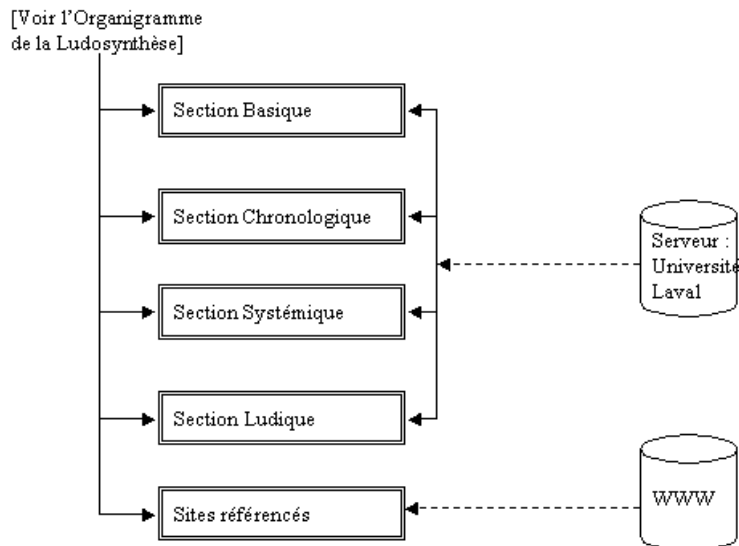 [Voir l'Organigramme
de la Ludosynthèse]
Section Basique
Section Chronologique
Serveur :
Université
Laval
Section Systémique
Section Ludique
WWW
Sites référencés